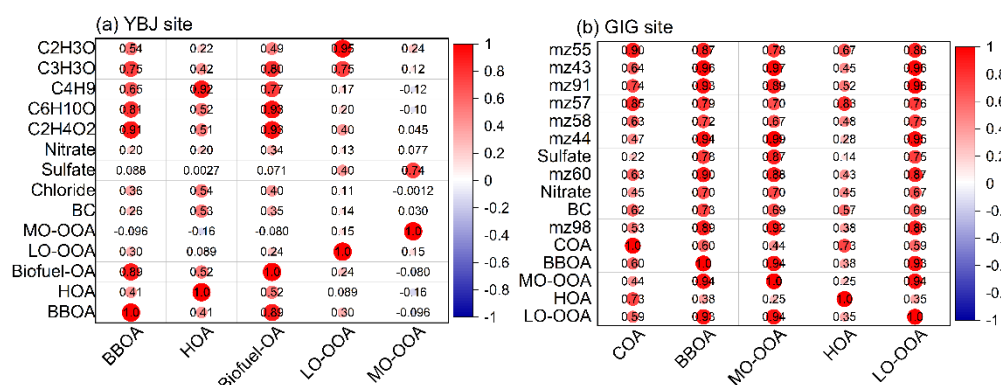 (a) YBJ site
C2H3O 0.54 0.22 0.49 0.95 0.24
C3H3O 0.75 0.42 0.80 0.75 0.12
C4H9 0.65 0.92 0.77 0.17 -0.12
C6H10O 0.81 0.52 0.93 0.20 -0.10
C2H4O2 0.91 0.51 0.93 0.40 0.045
Nitrate 0.20 0.20 0.34 0.13 0.077
Sulfate 0.088 0.0027 0.071 0.40 0.74
Chloride 0.36 0.54 0.40 0.11 -0.0012
BC 0.26 0.53 0.35 0.14 0.030
MO-OOA -0.096 -0.16 -0.080 0.15 1.0
LO-OOA 0.30 0.089 0.24 1.0 0.15
Biofuel-OA 0.89 0.52 1.0 0.24 -0.080
HOA 0.41 1.0 0.52 0.089 -0.16
BBOA 1.0 0.41 0.89 0.30 -0.096
BBOA HOA Biofuel-OA LO-OOA MO-OOA
1
0.8
0.6
0.4
0.2
0
-0.2
-0.4
-0.6
-0.8
-1
(b) GIG site
mz55 0.90 0.87 0.78 0.67 0.86
mz43 0.64 0.96 0.97 0.45 0.96
mz91 0.74 0.93 0.89 0.52 0.96
mz57 0.85 0.79 0.70 0.83 0.76
mz58 0.63 0.72 0.67 0.48 0.75
mz44 0.47 0.94 0.99 0.28 0.95
Sulfate 0.22 0.78 0.87 0.14 0.75
mz60 0.63 0.90 0.88 0.43 0.87
Nitrate 0.45 0.70 0.70 0.45 0.67
BC 0.62 0.73 0.69 0.57 0.69
mz98 0.53 0.89 0.92 0.38 0.86
COA 1.0 0.60 0.44 0.73 0.59
BBOA 0.60 1.0 0.94 0.38 0.93
MO-OOA 0.44 0.94 1.0 0.25 0.94
HOA 0.73 0.38 0.25 1.0 0.35
LO-OOA 0.59 0.93 0.94 0.35 1.0
COA BBOA MO-OOA HOA LO-OOA
1
0.8
0.6
0.4
0.2
0
-0.2
-0.4
-0.6
-0.8
-1